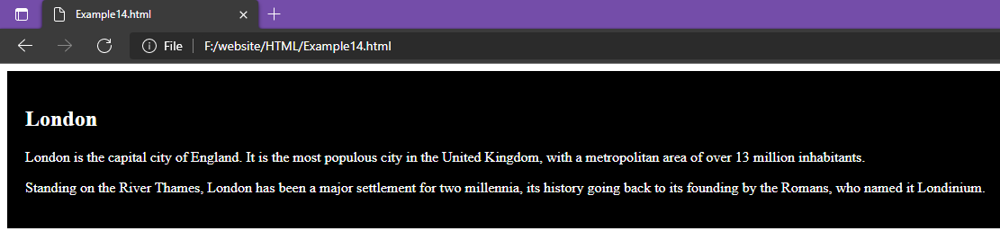 Example14.html
File F:/website/HTML/Example14.html
London
London is the capital city of England. It is the most populous city in the United Kingdom, with a metropolitan area of over 13 million inhabitants.
Standing on the River Thames, London has been a major settlement for two millennia, its history going back to its founding by the Romans, who named it Londinium.